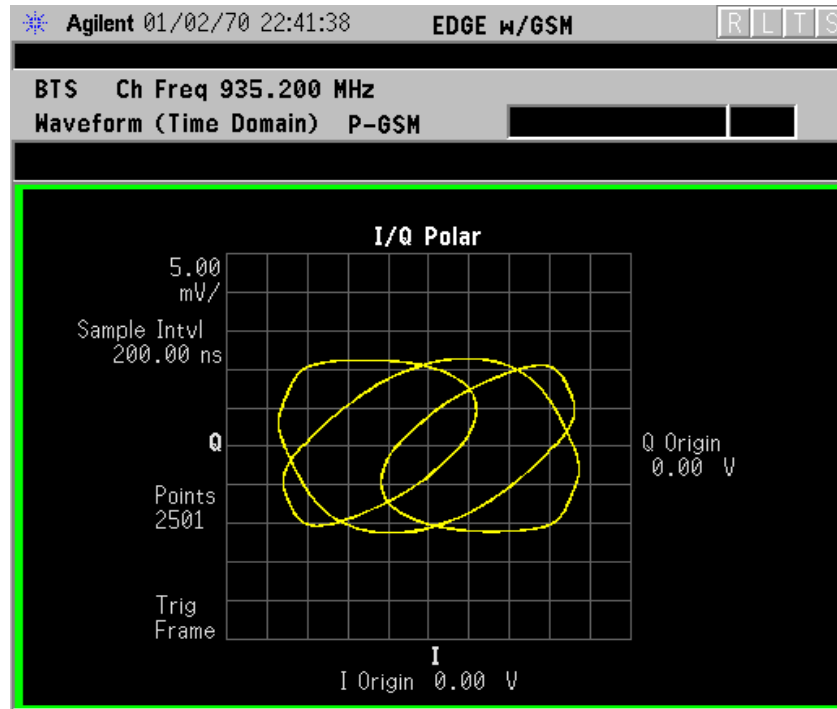 Agilent 01/02/70 22:41:38 EDGE w/GSM R L T S
BTS Ch Freq 935.200 MHz
Waveform (Time Domain) P-GSM
I/Q Polar
5.00
mV/
Sample Intvl
200.00 ns
Q
Q Origin
0.00 V
Points
2501
Trig
Frame
I
I Origin 0.00 V